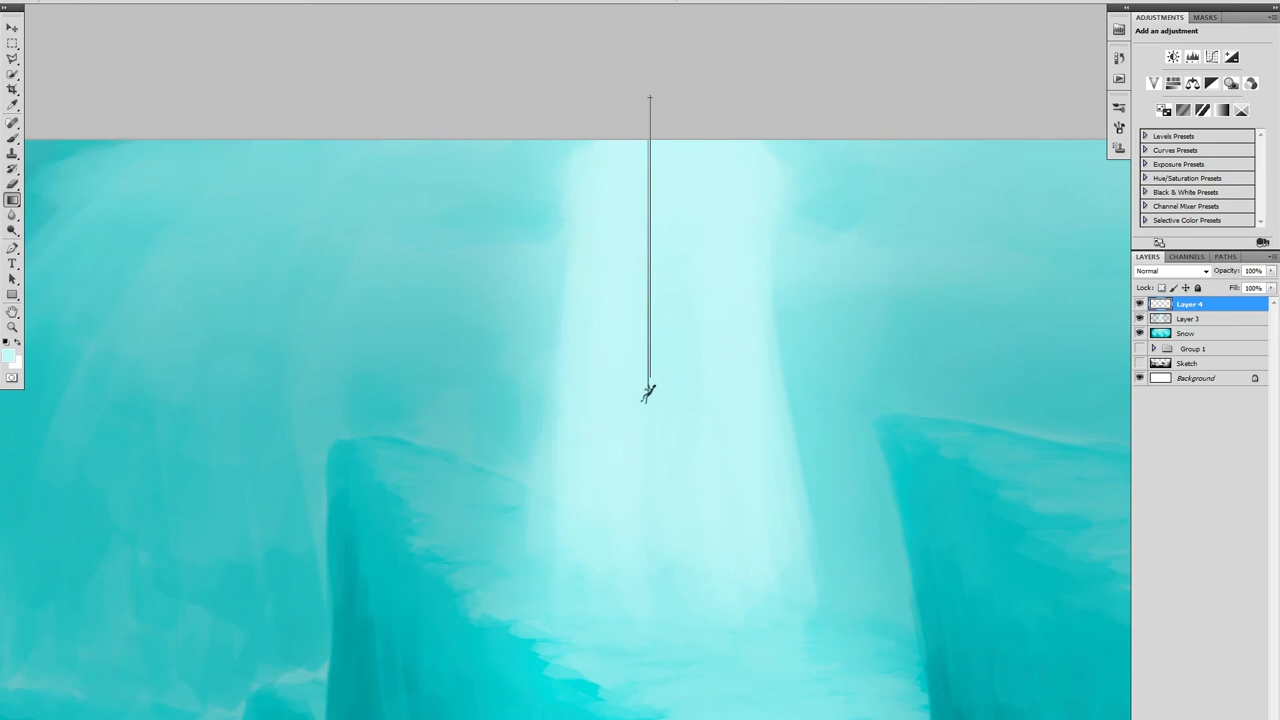 ADJUSTMENTS MASKS
Add an adjustment
Levels Presets
Curves Presets
Exposure Presets
Hue/Saturation Presets
Black & White Presets
Channel Mixer Presets
Selective Color Presets
LAYERS CHANNELS PATHS
Normal Opacity: 100%
Lock: Fill: 100%
Layer 4
Layer 3
Snow
Group 1
Sketch
Background